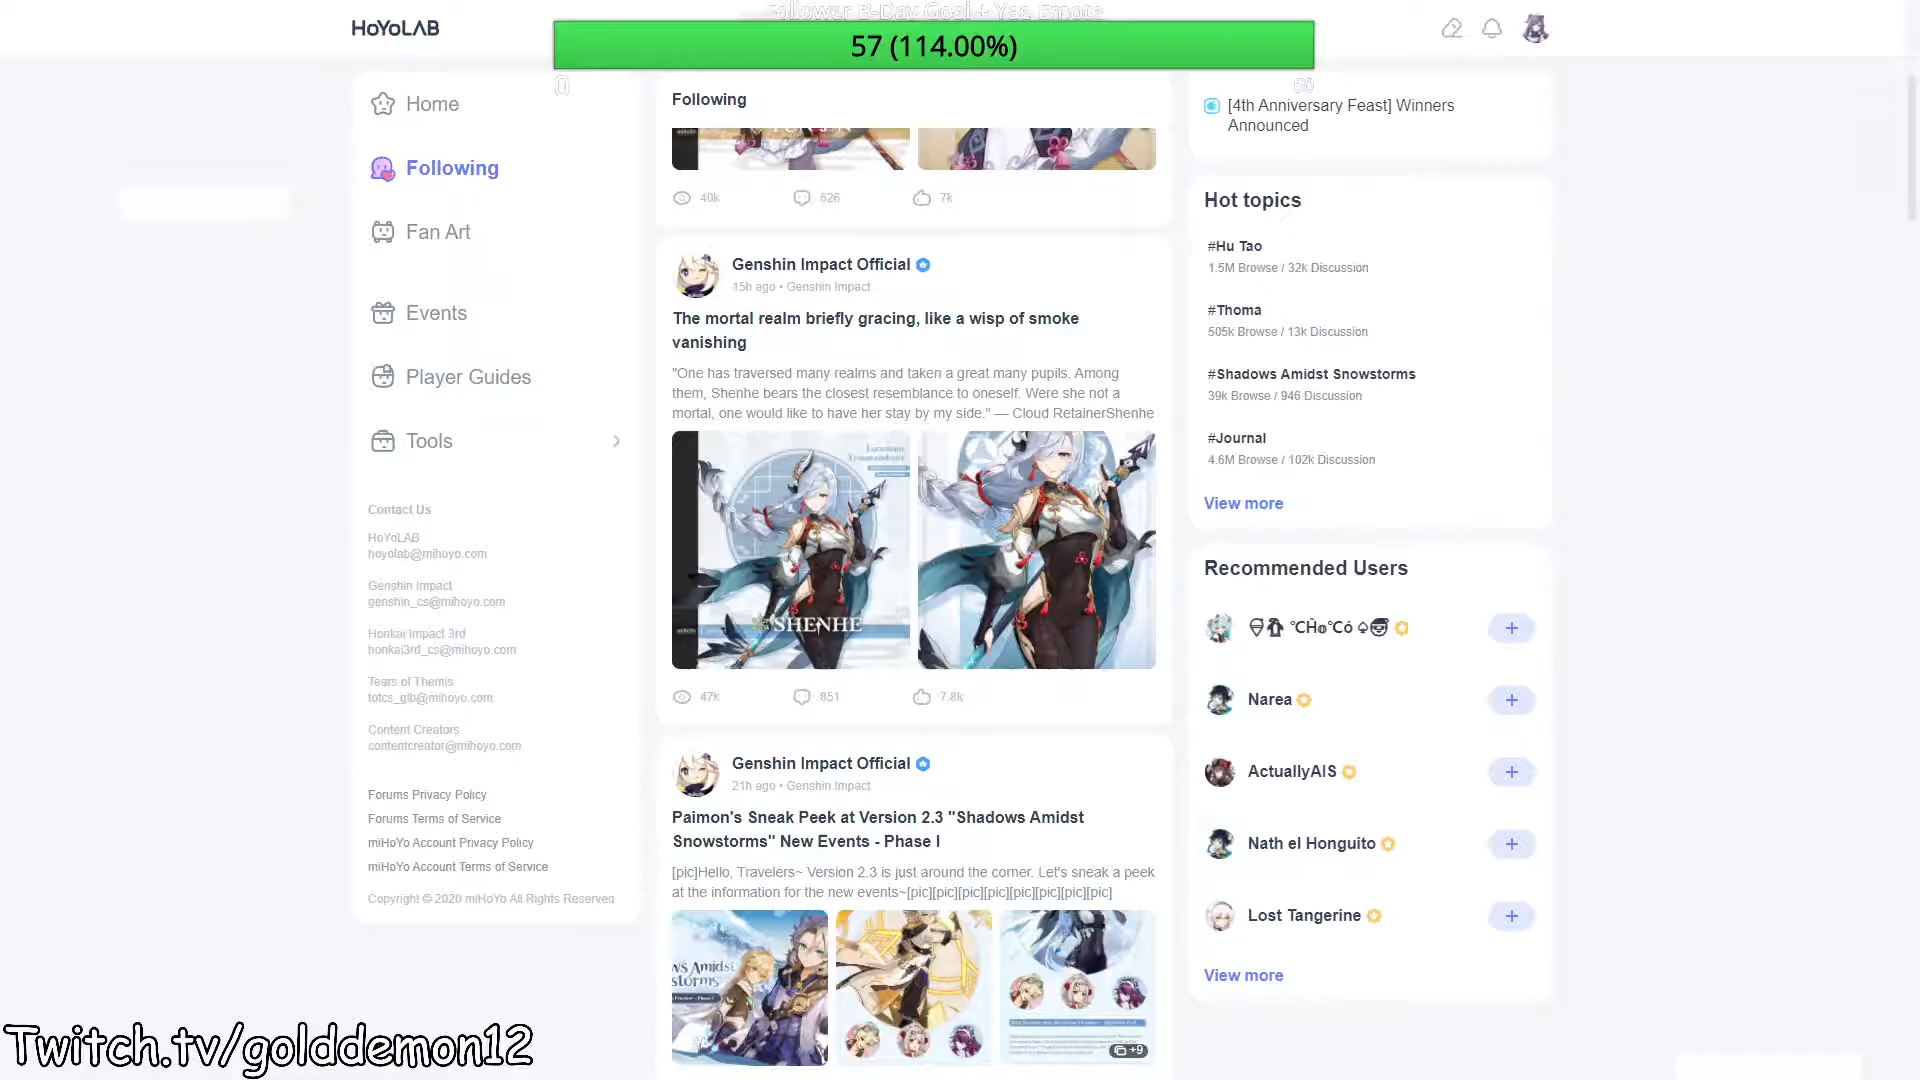 HoYoLAB
Follower B-Day Goal + Yae Emote
57 (114.00%)
0
50
Home
Following
Fan Art
Events
Player Guides
Tools
Contact Us
HoYoLAB
hoyolab@mihoyo.com
Genshin Impact
genshin_cs@mihoyo.com
Honkai Impact 3rd
honkai3rd_cs@mihoyo.com
Tears of Themis
totcs_glb@mihoyo.com
Content Creators
contentcreator@mihoyo.com
Forums Privacy Policy
Forums Terms of Service
miHoYo Account Privacy Policy
miHoYo Account Terms of Service
Copyright © 2020 miHoYo All Rights Reserved
Following
40k
626
7k
Genshin Impact Official
15h ago • Genshin Impact
The mortal realm briefly gracing, like a wisp of smoke
vanishing
"One has traversed many realms and taken a great many pupils. Among
them, Shenhe bears the closest resemblance to oneself. Were she not a
mortal, one would like to have her stay by my side." — Cloud RetainerShenhe
SHENHE
47k
851
7.8k
Genshin Impact Official
21h ago • Genshin Impact
Paimon's Sneak Peek at Version 2.3 "Shadows Amidst
Snowstorms" New Events - Phase I
[pic]Hello, Travelers~ Version 2.3 is just around the corner. Let's sneak a peek
at the information for the new events~[pic][pic][pic][pic][pic][pic][pic][pic]
ws Amidst
storms
+9
[4th Anniversary Feast] Winners
Announced
Hot topics
#Hu Tao
1.5M Browse / 32k Discussion
#Thoma
505k Browse / 13k Discussion
#Shadows Amidst Snowstorms
39k Browse / 946 Discussion
#Journal
4.6M Browse / 102k Discussion
View more
Recommended Users
Narea
ActuallyAIS
Nath el Honguito
Lost Tangerine
View more
Twitch.tv/golddemon12